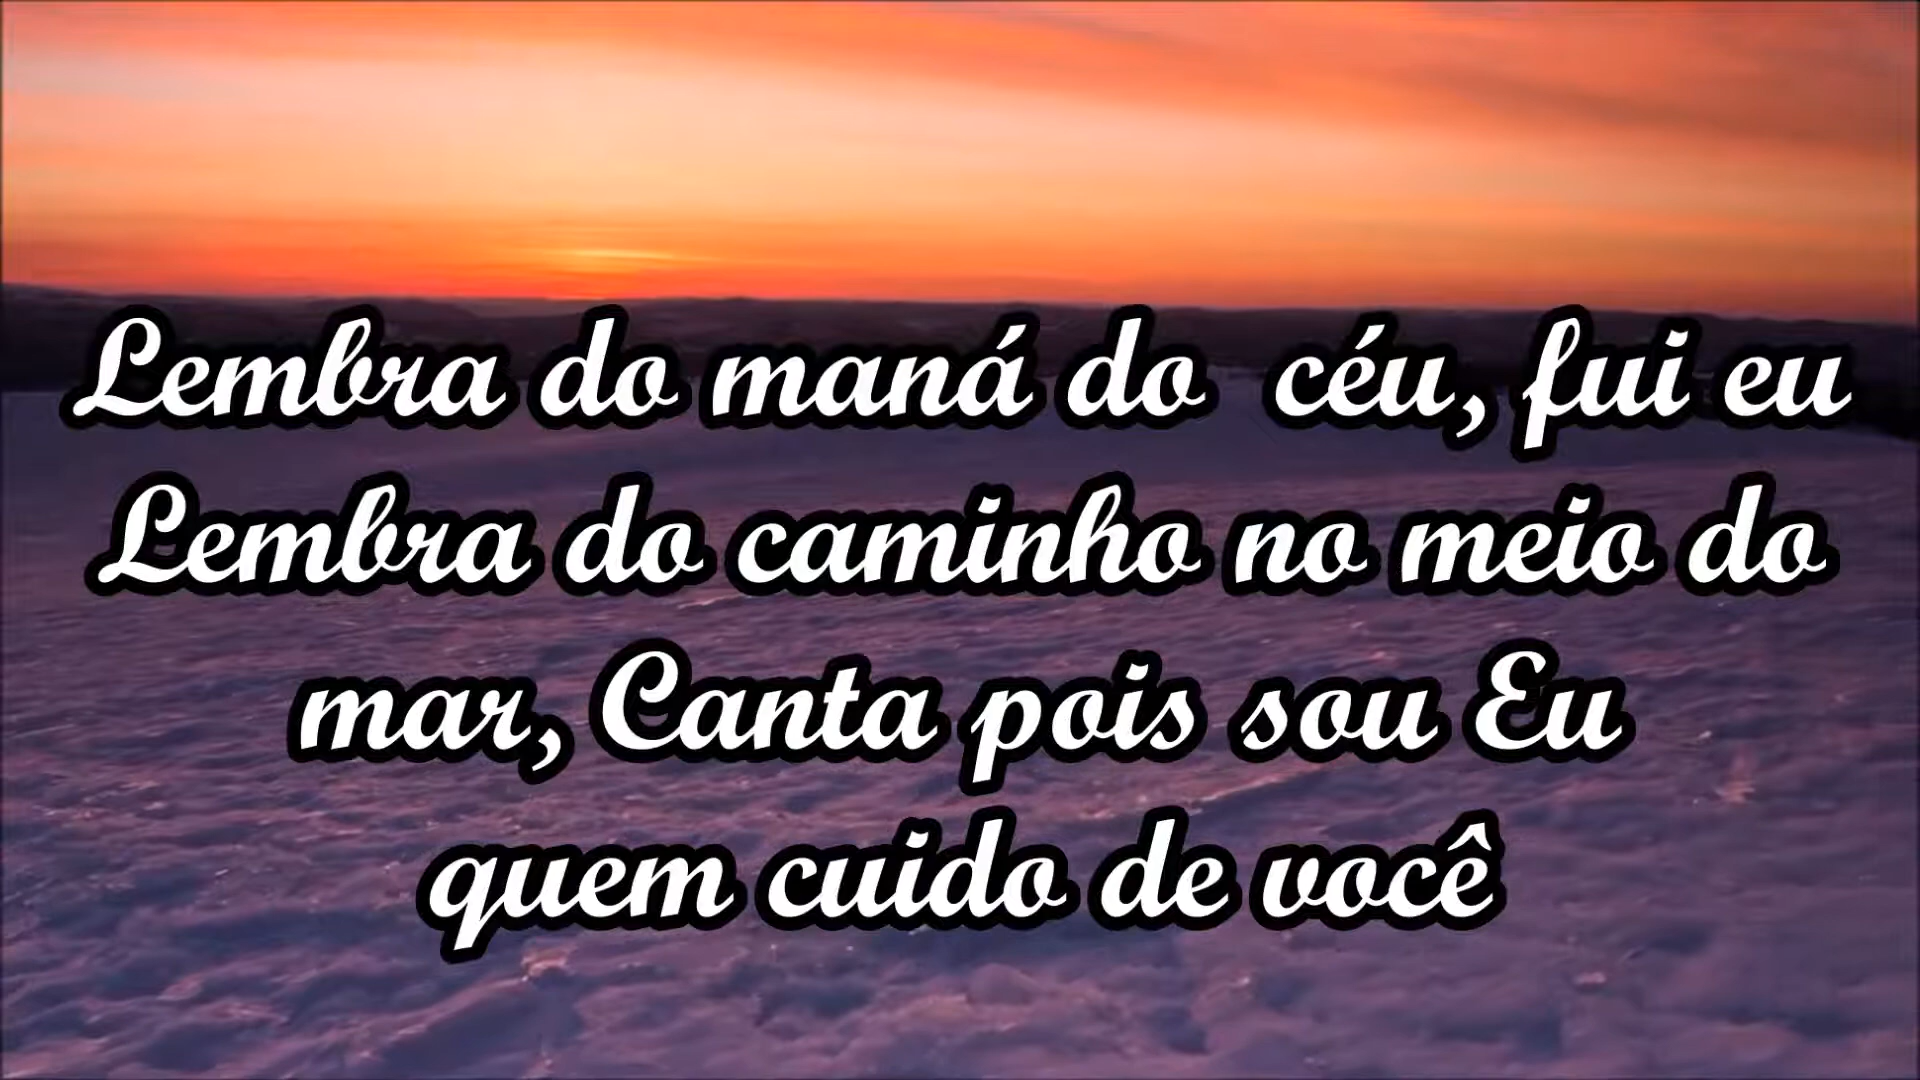 Lembra do maná do  céu, fui eu
Lembra do caminho no meio do
mar, Canta pois sou Eu
quem cuido de você